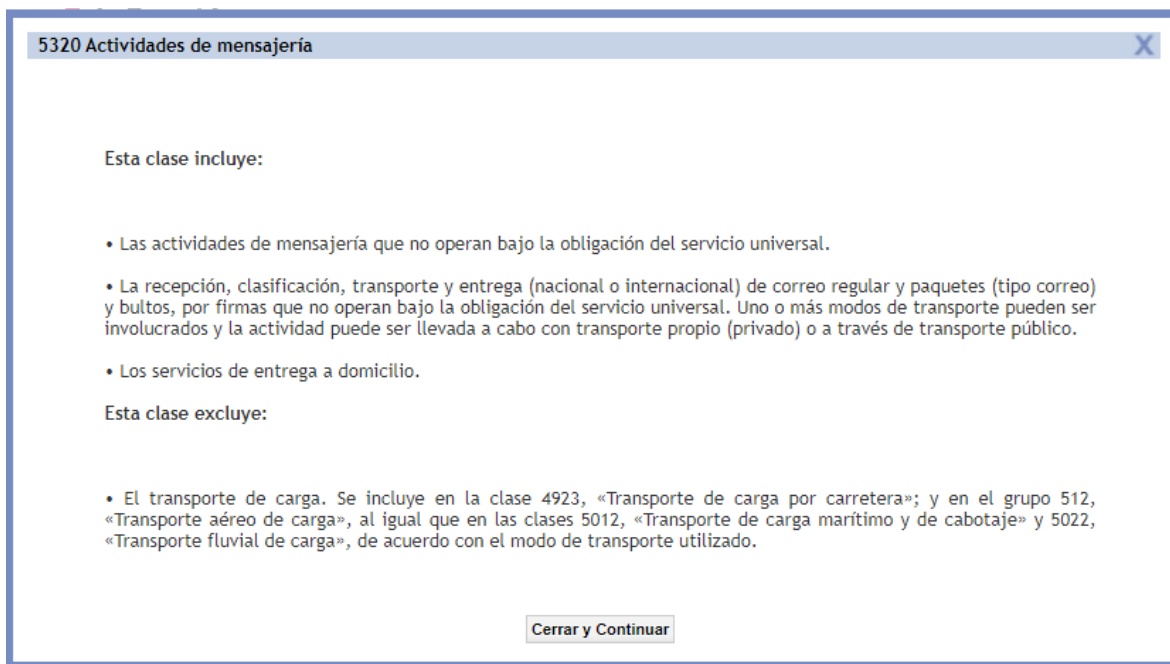 5320 Actividades de mensajería
X
Esta clase incluye:
• Las actividades de mensajería que no operan bajo la obligación del servicio universal.
• La recepción, clasificación, transporte y entrega (nacional o internacional) de correo regular y paquetes (tipo correo)
y bultos, por firmas que no operan bajo la obligación del servicio universal. Uno o más modos de transporte pueden ser
involucrados y la actividad puede ser llevada a cabo con transporte propio (privado) o a través de transporte público.
• Los servicios de entrega a domicilio.
Esta clase excluye:
• El transporte de carga. Se incluye en la clase 4923, «Transporte de carga por carretera»; y en el grupo 512,
«Transporte aéreo de carga», al igual que en las clases 5012, «Transporte de carga marítimo y de cabotaje» y 5022,
«Transporte fluvial de carga», de acuerdo con el modo de transporte utilizado.
Cerrar y Continuar